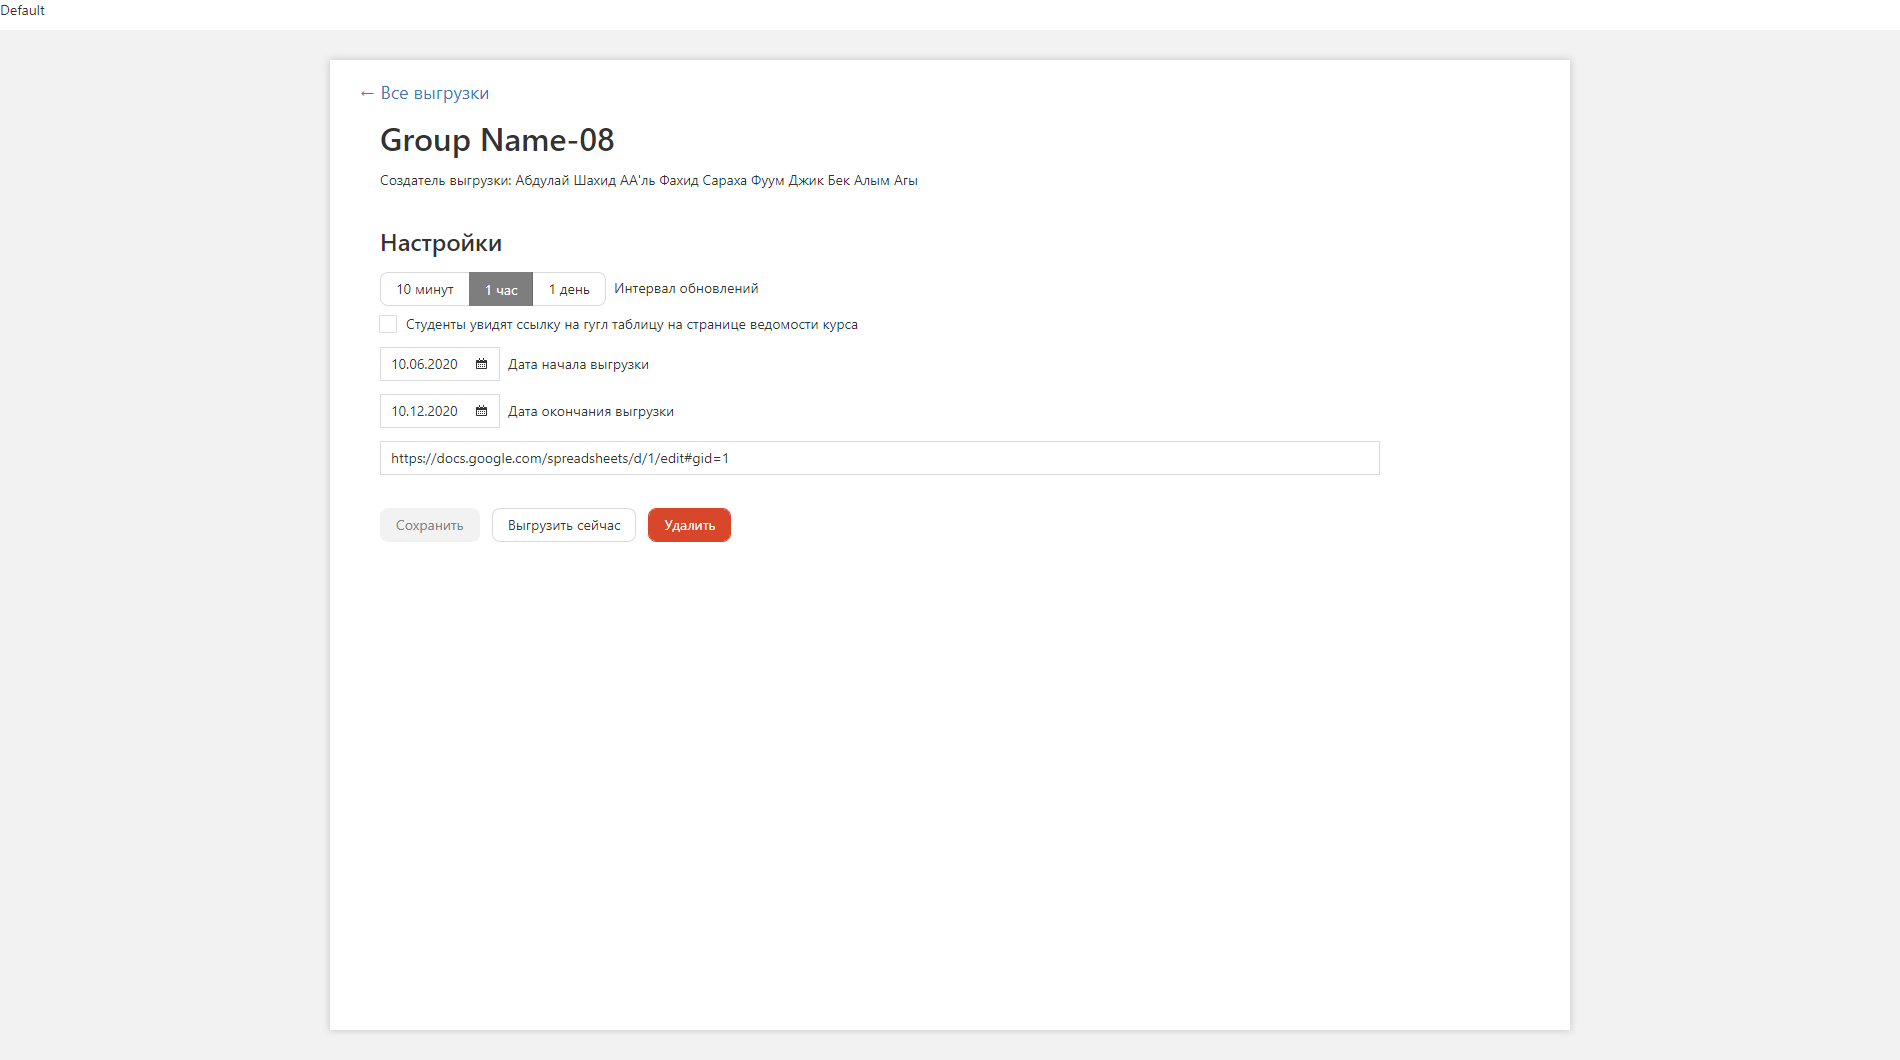 Default
← Все выгрузки
Group Name-08
Создатель выгрузки: Абдулай Шахид АА'ль Фахид Сараха Фуум Джик Бек Алым Агы
Настройки
10 минут 1 час 1 день Интервал обновлений
Студенты увидят ссылку на гугл таблицу на странице ведомости курса
10.06.2020 Дата начала выгрузки
10.12.2020 Дата окончания выгрузки
https://docs.google.com/spreadsheets/d/1/edit#gid=1
Сохранить Выгрузить сейчас Удалить